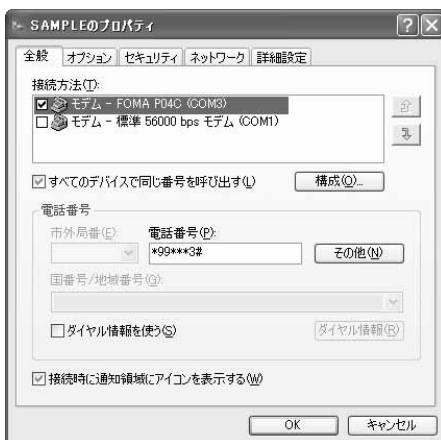 SAMPLEのプロパティ
全般 オプション セキュリティ ネットワーク 詳細設定
接続方法(T):
モデム - FOMA P04C (COM3)
モデム - 標準 56000 bps モデム (COM1)
すべてのデバイスで同じ番号を呼び出す(L) 構成(O)...
電話番号
市外局番(E): 電話番号(P):
*99***3# その他(N)
国番号/地域番号(G):
ダイヤル情報を使う(S) ダイヤル情報(R)
接続時に通知領域にアイコンを表示する(W)
OK キャンセル